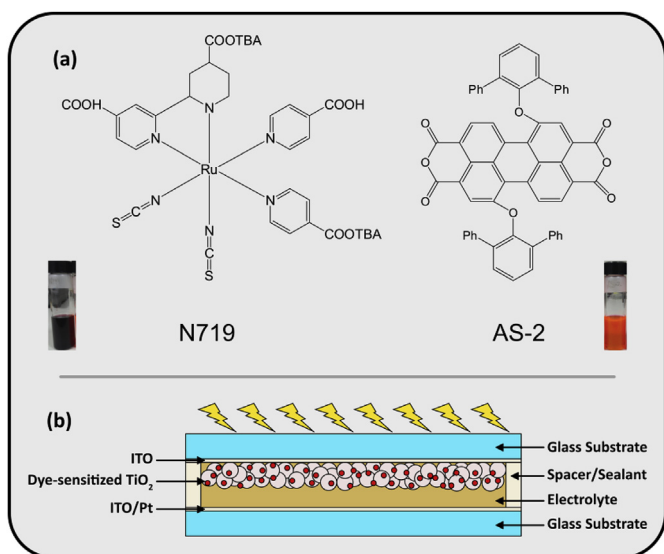 (a)
COOTBA
COOH
N
N
COOH
N
Ru
N
COOTBA
S
C
N
N
C
S
N719
Ph
Ph
O
O
O
O
O
O
O
O
Ph
Ph
AS-2
(b)
ITO
Dye-sensitized TiO2
ITO/Pt
Glass Substrate
Spacer/Sealant
Electrolyte
Glass Substrate